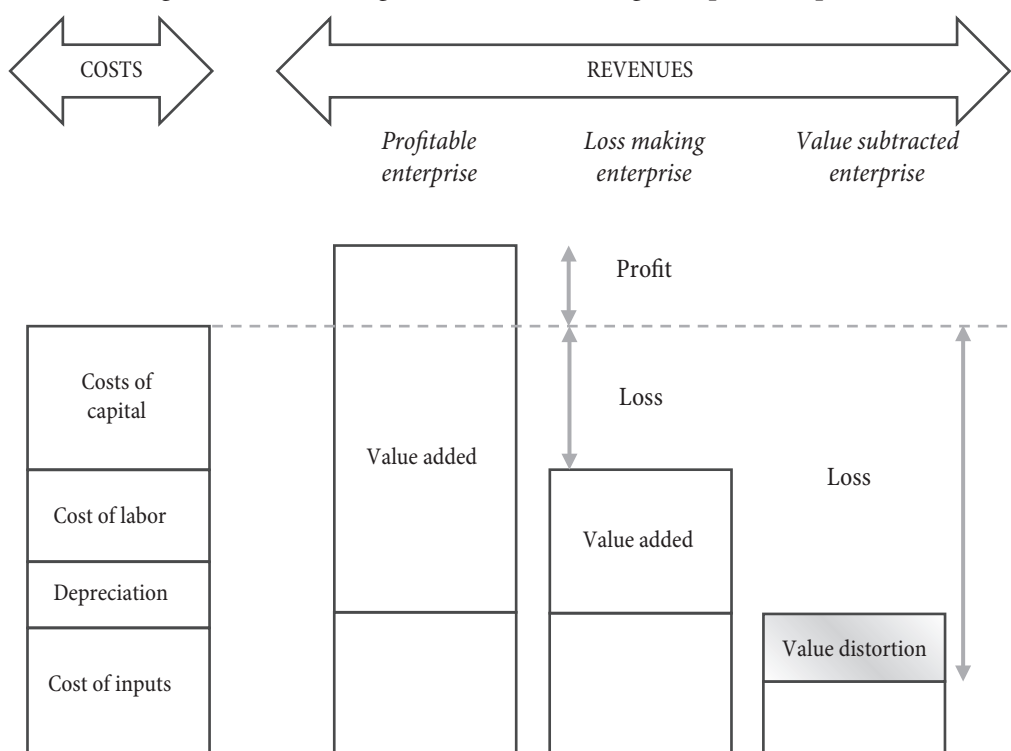 COSTS
REVENUES
Profitable
enterprise
Loss making
enterprise
Value subtracted
enterprise
Profit
Costs of
capital
Loss
Value added
Loss
Cost of labor
Value added
Depreciation
Value distortion
Cost of inputs